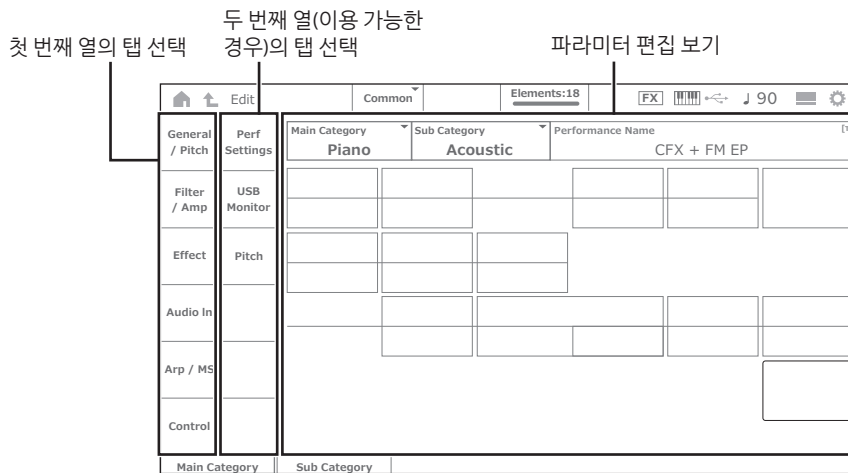 두 번째 열(이용 가능한
경우)의 탭 선택
첫 번째 열의 탭 선택
파라미터 편집 보기
Edit
Common
Elements:18
FX
90
General
/ Pitch
Perf
Settings
Main Category
Piano
Sub Category
Acoustic
Performance Name
CFX + FM EP
Filter
/ Amp
USB
Monitor
Effect
Pitch
Audio In
Arp / MS
Control
Main Category
Sub Category